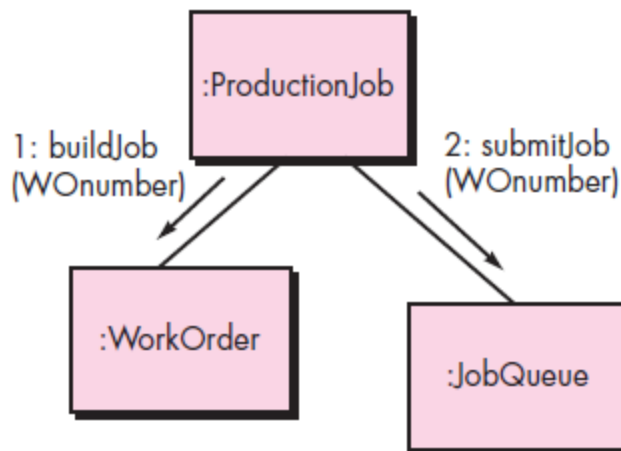 :ProductionJob
1: buildJob
(WOnumber)
2: submitJob
(WOnumber)
:WorkOrder
:JobQueue